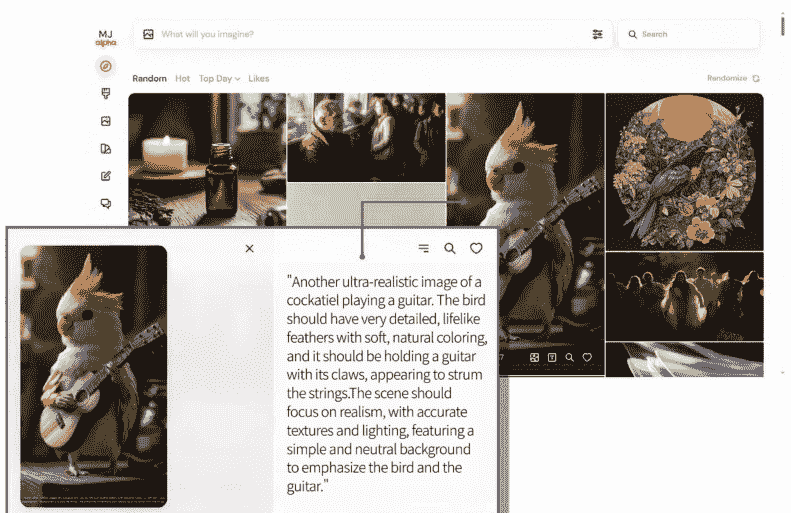 MJ
alpha
What will you imagine?
Search
Random Hot Top Day Likes
Randomize
"Another ultra-realistic image of a
cockatiel playing a guitar. The bird
should have very detailed, lifelike
feathers with soft, natural coloring,
and it should be holding a guitar
with its claws, appearing to strum
the strings.The scene should
focus on realism, with accurate
textures and lighting, featuring a
simple and neutral background
to emphasize the bird and the
guitar."